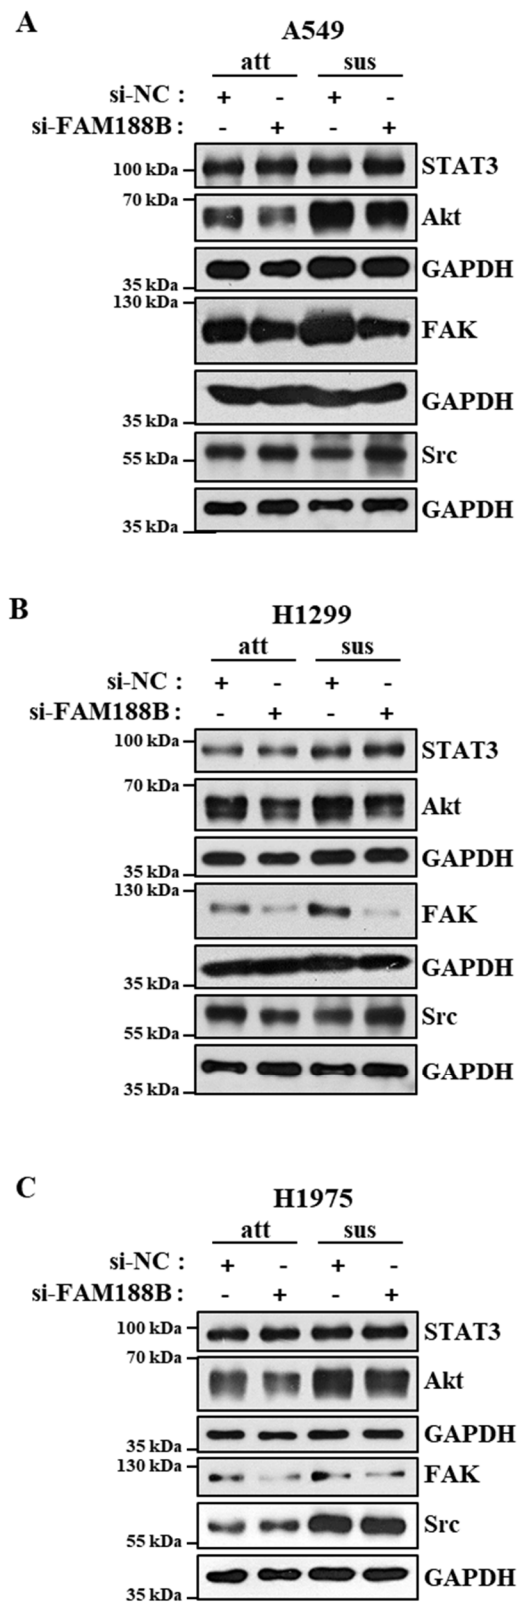 A
A549
att sus
si-NC : + - + -
si-FAM188B : - + - +
100 kDa STAT3
70 kDa
Akt
GAPDH
35 kDa
130 kDa
FAK
GAPDH
35 kDa
55 kDa Src
GAPDH
35 kDa
B
H1299
att sus
si-NC : + - + -
si-FAM188B : - + - +
100 kDa STAT3
70 kDa
Akt
GAPDH
35 kDa
130 kDa
FAK
GAPDH
35 kDa
Src
55 kDa
GAPDH
35 kDa
C
H1975
att sus
si-NC : + - + -
si-FAM188B : - + - +
100 kDa STAT3
70 kDa
Akt
GAPDH
35 kDa
130 kDa FAK
Src
55 kDa
GAPDH
35 kDa